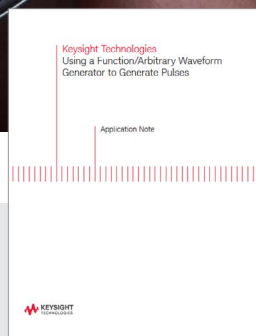 Keysight Technologies
Using a Function/Arbitrary Waveform
Generator to Generate Pulses
Application Note
KEYSIGHT
TECHNOLOGIES